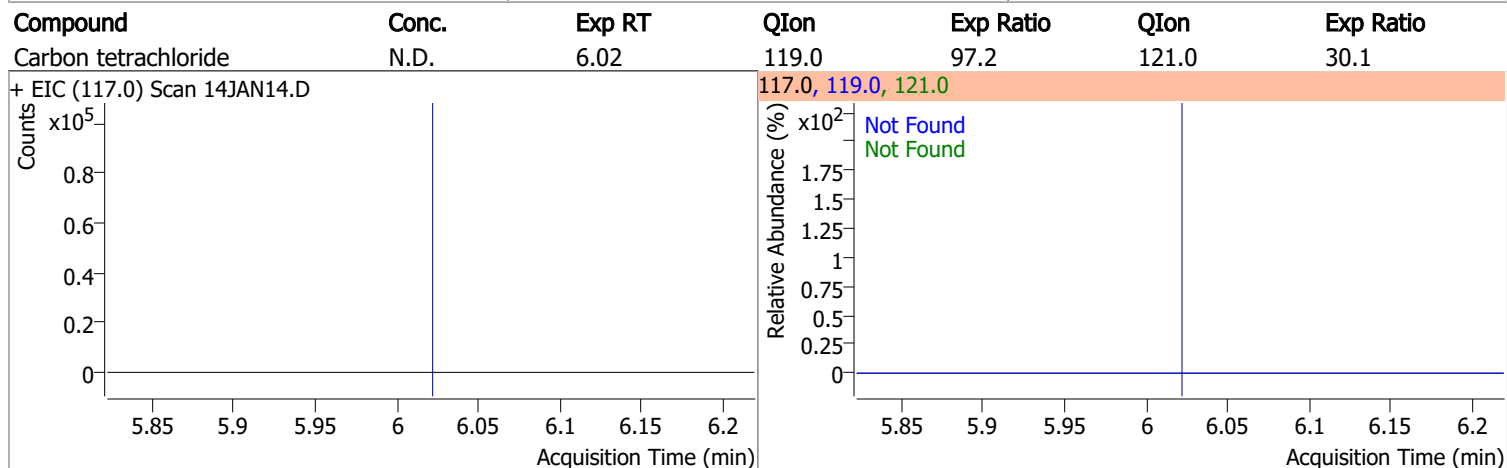 Compound Conc. Exp RT QIon Exp Ratio QIon Exp Ratio
Carbon tetrachloride N.D. 6.02 119.0 97.2 121.0 30.1
+ EIC (117.0) Scan 14JAN14.D
Counts
x10^5
0.8
0.6
0.4
0.2
0
5.85 5.9 5.95 6 6.05 6.1 6.15 6.2
Acquisition Time (min)
117.0, 119.0, 121.0
Relative Abundance (%)
x10^2
Not Found
Not Found
1.75
1.5
1.25
1
0.75
0.5
0.25
0
5.85 5.9 5.95 6 6.05 6.1 6.15 6.2
Acquisition Time (min)